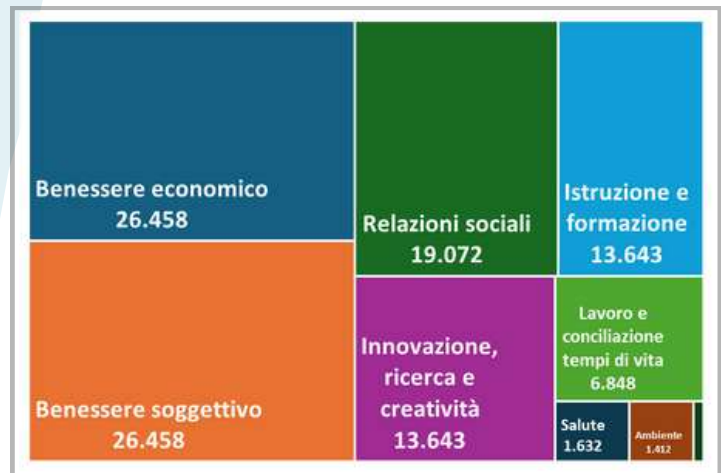 Benessere economico
26.458
Benessere soggettivo
26.458
Relazioni sociali
19.072
Istruzione e
formazione
13.643
Innovazione,
ricerca e
creatività
13.643
Lavoro e
conciliazione
tempi di vita
6.848
Salute
1.632
Ambiente
1.412